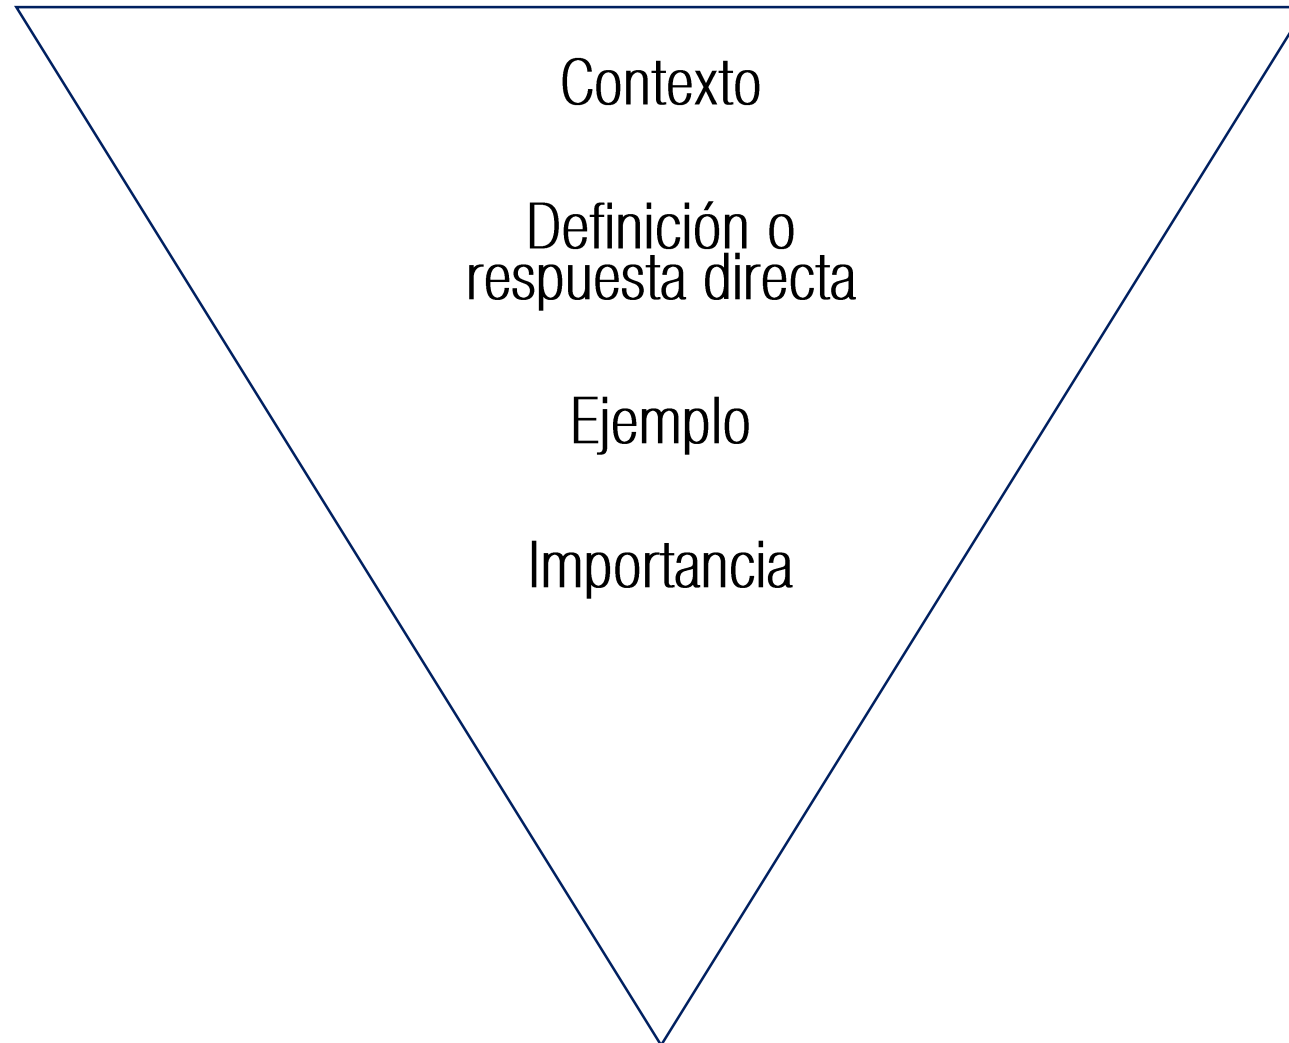 Contexto
Definición o
respuesta directa
Ejemplo
Importancia